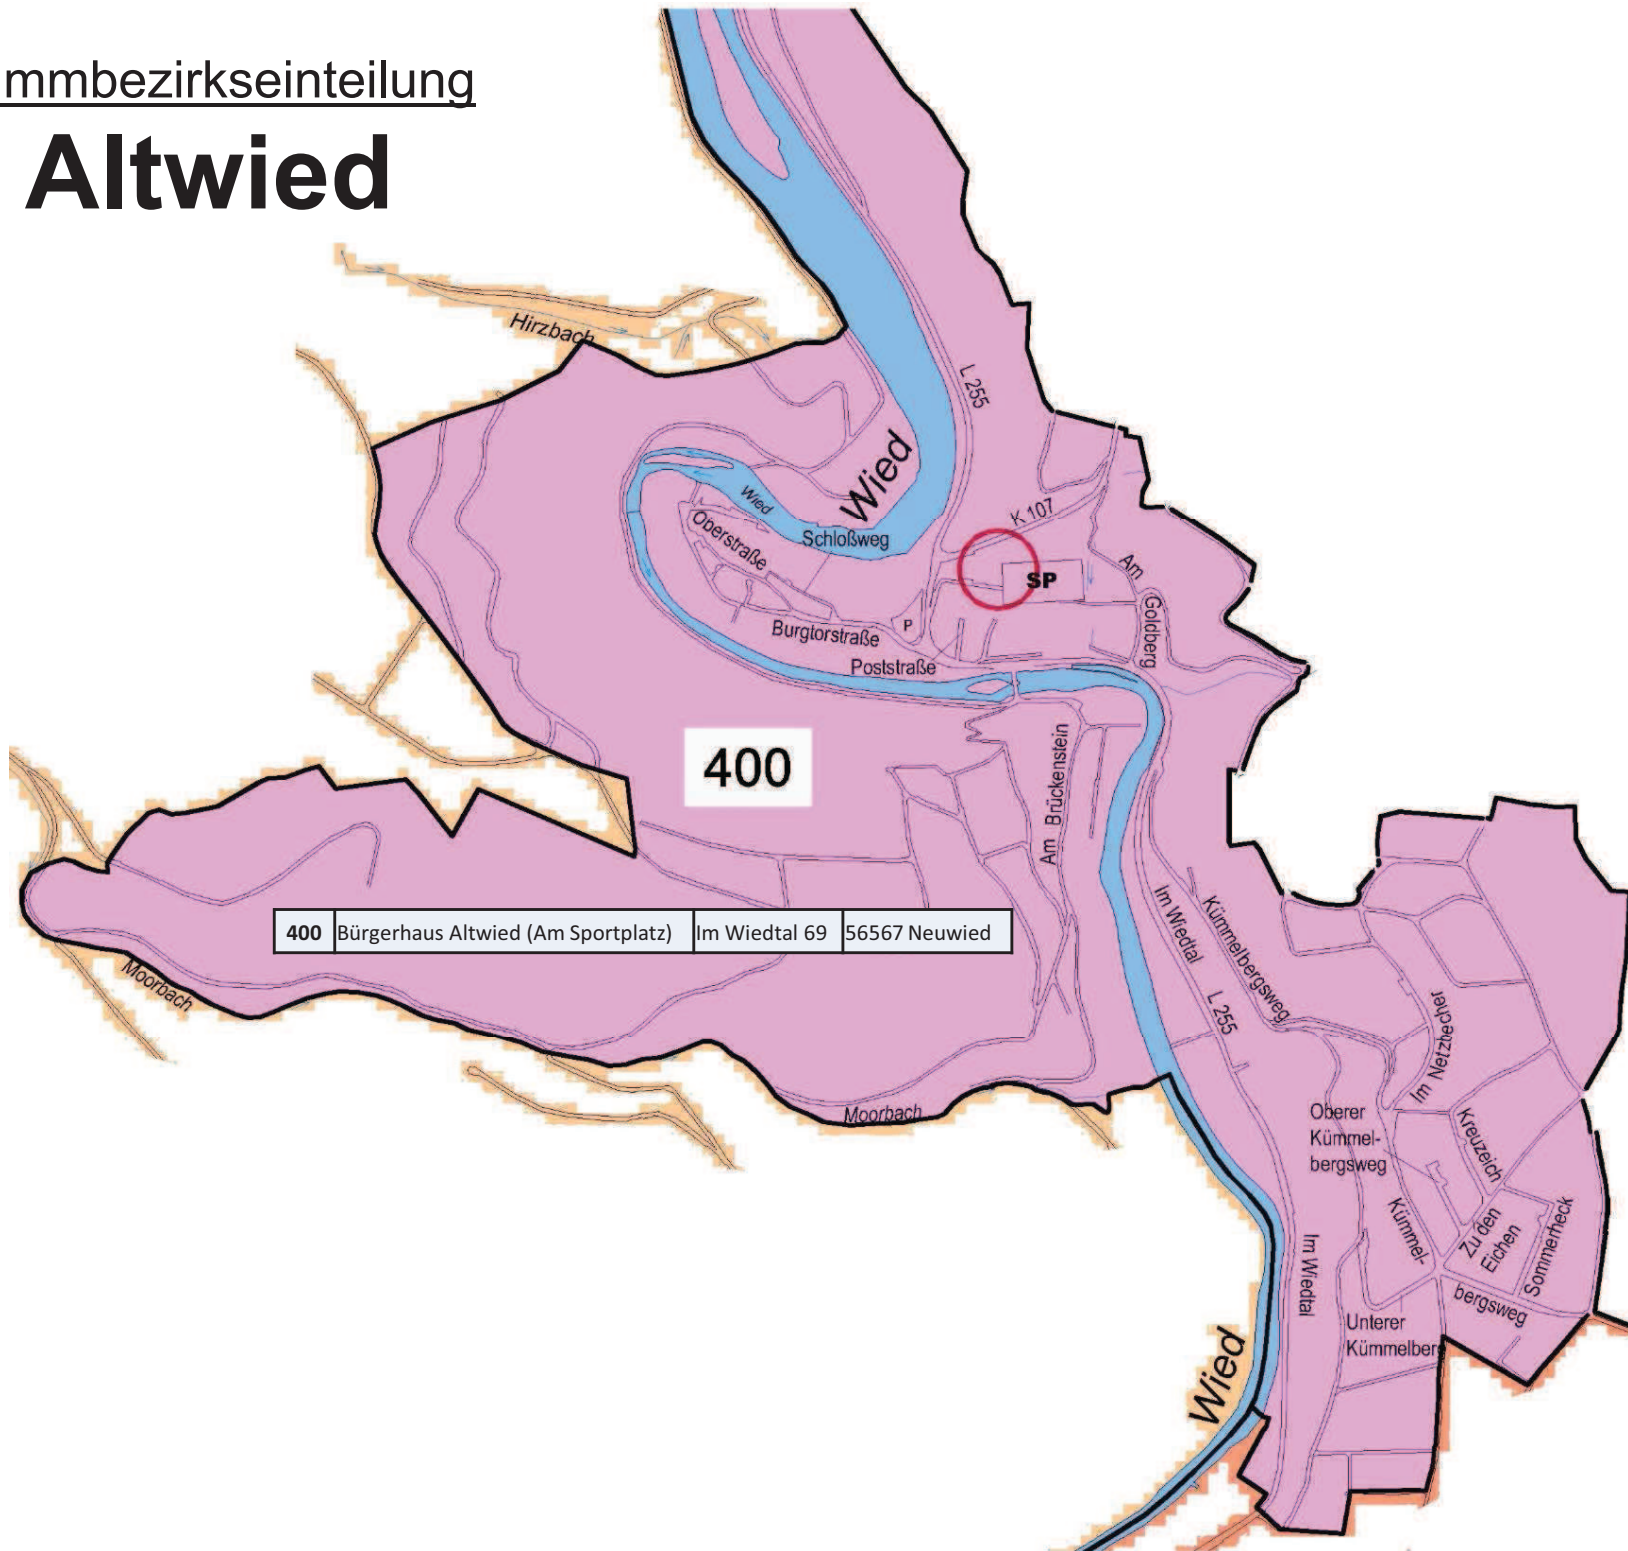 mmbezirkseinteilung
Altwied
Hirzbach
L 255
Wied
Wied
K 107
Oberstraße
Schloßweg
SP
Am
Goldberg
P
Burgtorstraße
Poststraße
400
Am Brückenstein
400 Bürgerhaus Altwied (Am Sportplatz) Im Wiedtal 69 56567 Neuwied
Im Wiedtal
Kümmelbergsweg
L 255
Moorbach
Im Netzbecher
Moorbach
Oberer
Kümmel-
bergsweg
Kreuzeich
Kümmel-
bergsweg
Zu den
Eichen
Sommerheck
Im Wiedtal
Unterer
Kümmelberg
Wied